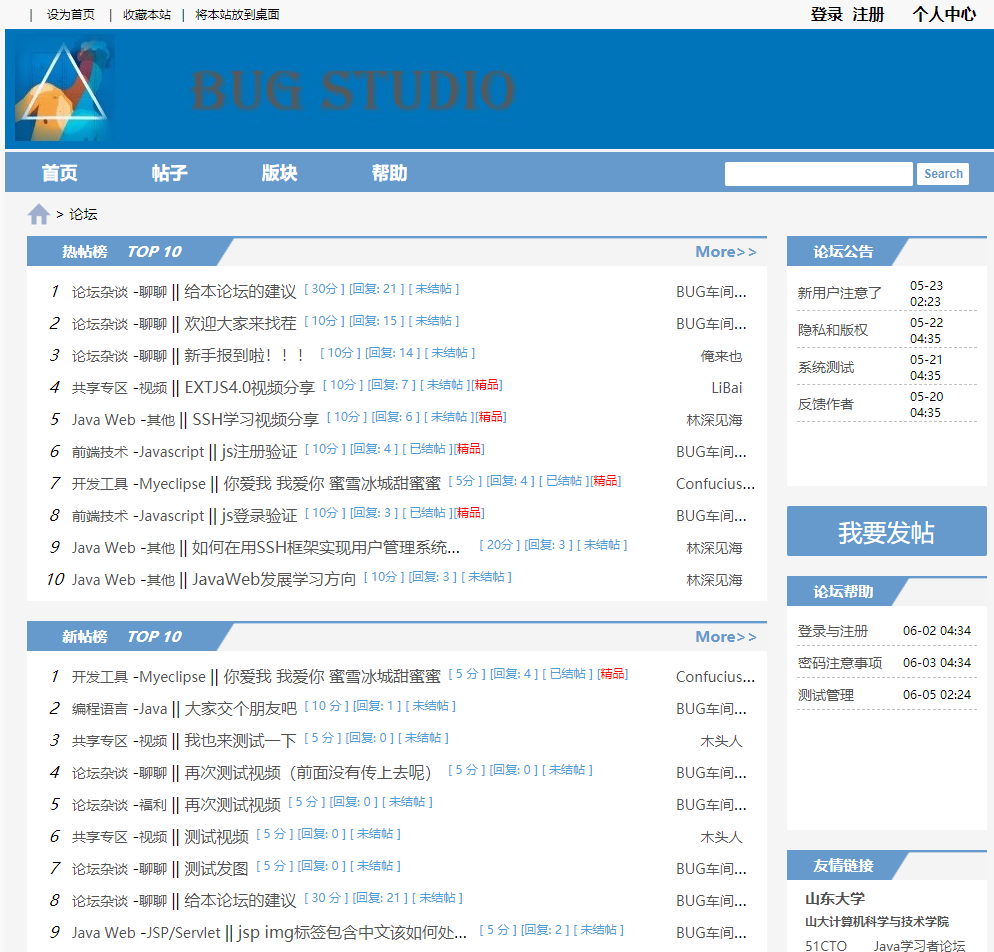 | 设为首页 | 收藏本站 | 将本站放到桌面
登录 注册 个人中心
BUG STUDIO
首页 帖子 版块 帮助 Search
> 论坛
热帖榜 TOP 10 More>>
1 论坛杂谈 -聊聊 || 给本论坛的建议 [ 30分 ] [回复: 21 ] [ 未结帖 ] BUG车间...
2 论坛杂谈 -聊聊 || 欢迎大家来找茬 [ 10分 ] [回复: 15 ] [ 未结帖 ] BUG车间...
3 论坛杂谈 -聊聊 || 新手报到啦！！！ [ 10分 ] [回复: 14 ] [ 未结帖 ] 俺来也
4 共享专区 -视频 || EXTJS4.0视频分享 [ 10分 ] [回复: 7 ] [ 未结帖 ][精品] LiBai
5 Java Web -其他 || SSH学习视频分享 [ 10分 ] [回复: 6 ] [ 未结帖 ][精品] 林深见海
6 前端技术 -Javascript || js注册验证 [ 10分 ] [回复: 4 ] [ 已结帖 ][精品] BUG车间...
7 开发工具 -Myeclipse || 你爱我 我爱你 蜜雪冰城甜蜜蜜 [ 5分 ] [回复: 4 ] [ 已结帖 ][精品] Confucius...
8 前端技术 -Javascript || js登录验证 [ 10分 ] [回复: 3 ] [ 已结帖 ][精品] BUG车间...
9 Java Web -其他 || 如何在用SSH框架实现用户管理系统... [ 20分 ] [回复: 3 ] [ 未结帖 ] 林深见海
10 Java Web -其他 || JavaWeb发展学习方向 [ 10分 ] [回复: 3 ] [ 未结帖 ] 林深见海
新帖榜 TOP 10 More>>
1 开发工具 -Myeclipse || 你爱我 我爱你 蜜雪冰城甜蜜蜜 [ 5 分 ] [回复: 4 ] [ 已结帖 ] [精品] Confucius...
2 编程语言 -Java || 大家交个朋友吧 [ 10 分 ] [回复: 1 ] [ 未结帖 ] BUG车间...
3 共享专区 -视频 || 我也来测试一下 [ 5 分 ] [回复: 0 ] [ 未结帖 ] 木头人
4 论坛杂谈 -聊聊 || 再次测试视频（前面没有传上去呢） [ 5 分 ] [回复: 0 ] [ 未结帖 ] BUG车间...
5 论坛杂谈 -福利 || 再次测试视频 [ 5 分 ] [回复: 0 ] [ 未结帖 ] BUG车间...
6 共享专区 -视频 || 测试视频 [ 5 分 ] [回复: 0 ] [ 未结帖 ] 木头人
7 论坛杂谈 -聊聊 || 测试发图 [ 5 分 ] [回复: 0 ] [ 未结帖 ] BUG车间...
8 论坛杂谈 -聊聊 || 给本论坛的建议 [ 30 分 ] [回复: 21 ] [ 未结帖 ] BUG车间...
9 Java Web -JSP/Servlet || jsp img标签包含中文该如何处... [ 5 分 ] [回复: 2 ] [ 未结帖 ] BUG车间...
论坛公告
新用户注意了 05-23
02:23
隐私和版权 05-22
04:35
系统测试 05-21
04:35
反馈作者 05-20
04:35
我要发帖
论坛帮助
登录与注册 06-02 04:34
密码注意事项 06-03 04:34
测试管理 06-05 02:24
友情链接
山东大学
山大计算机科学与技术学院
51CTO Java学习者论坛